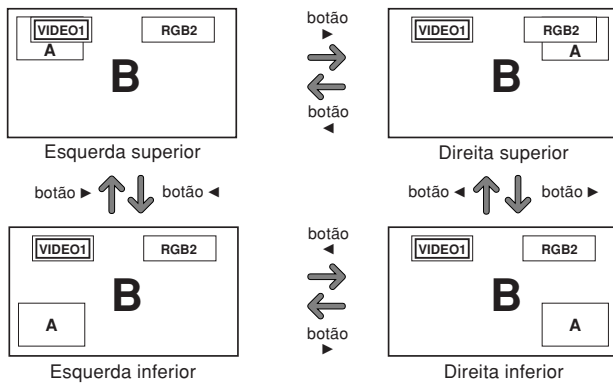 VIDEO1
RGB2
A
B
Esquerda superior
botão
►
botão
◄
VIDEO1
RGB2
A
B
Direita superior
botão ►
botão ◄
botão ◄
botão ►
VIDEO1
RGB2
B
A
Esquerda inferior
botão
◄
botão
►
VIDEO1
RGB2
B
A
Direita inferior